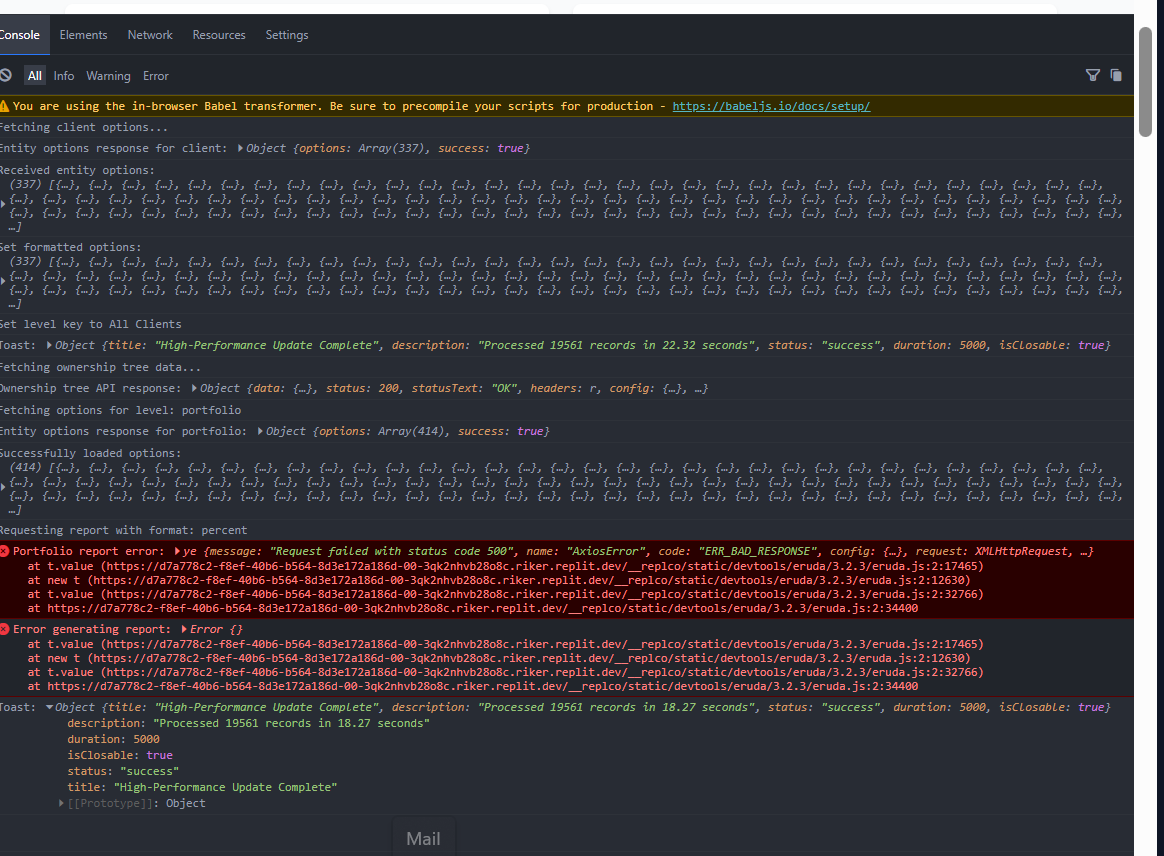 Console Elements Network Resources Settings
All Info Warning Error
You are using the in-browser Babel transformer. Be sure to precompile your scripts for production - https://babeljs.io/docs/setup/
Fetching client options...
Entity options response for client: Object {options: Array(337), success: true}
Received entity options:
(337) [{…}, {…}, {…}, {…}, {…}, {…}, {…}, {…}, {…}, {…}, {…}, {…}, {…}, {…}, {…}, {…}, {…}, {…}, {…}, {…}, {…}, {…}, {…}, {…}, {…}, {…}, {…}, {…}, {…}, {…}, {…}, {…},
{…}, {…}, {…}, {…}, {…}, {…}, {…}, {…}, {…}, {…}, {…}, {…}, {…}, {…}, {…}, {…}, {…}, {…}, {…}, {…}, {…}, {…}, {…}, {…}, {…}, {…}, {…}, {…}, {…}, {…}, {…}, {…}, {…}, {…},
{…}, {…}, {…}, {…}, {…}, {…}, {…}, {…}, {…}, {…}, {…}, {…}, {…}, {…}, {…}, {…}, {…}, {…}, {…}, {…}, {…}, {…}, {…}, {…}, {…}, {…}, {…}, {…}, {…}, {…}, {…}, {…}, {…}, {…},
…]
Set formatted options:
(337) [{…}, {…}, {…}, {…}, {…}, {…}, {…}, {…}, {…}, {…}, {…}, {…}, {…}, {…}, {…}, {…}, {…}, {…}, {…}, {…}, {…}, {…}, {…}, {…}, {…}, {…}, {…}, {…}, {…}, {…}, {…}, {…},
{…}, {…}, {…}, {…}, {…}, {…}, {…}, {…}, {…}, {…}, {…}, {…}, {…}, {…}, {…}, {…}, {…}, {…}, {…}, {…}, {…}, {…}, {…}, {…}, {…}, {…}, {…}, {…}, {…}, {…}, {…}, {…}, {…}, {…},
{…}, {…}, {…}, {…}, {…}, {…}, {…}, {…}, {…}, {…}, {…}, {…}, {…}, {…}, {…}, {…}, {…}, {…}, {…}, {…}, {…}, {…}, {…}, {…}, {…}, {…}, {…}, {…}, {…}, {…}, {…}, {…}, {…}, {…},
…]
Set level key to All Clients
Toast: Object {title: "High-Performance Update Complete", description: "Processed 19561 records in 22.32 seconds", status: "success", duration: 5000, isClosable: true}
Fetching ownership tree data...
Ownership tree API response: Object {data: {…}, status: 200, statusText: "OK", headers: r, config: {…}, …}
Fetching options for level: portfolio
Entity options response for portfolio: Object {options: Array(414), success: true}
Successfully loaded options:
(414) [{…}, {…}, {…}, {…}, {…}, {…}, {…}, {…}, {…}, {…}, {…}, {…}, {…}, {…}, {…}, {…}, {…}, {…}, {…}, {…}, {…}, {…}, {…}, {…}, {…}, {…}, {…}, {…}, {…}, {…}, {…}, {…},
{…}, {…}, {…}, {…}, {…}, {…}, {…}, {…}, {…}, {…}, {…}, {…}, {…}, {…}, {…}, {…}, {…}, {…}, {…}, {…}, {…}, {…}, {…}, {…}, {…}, {…}, {…}, {…}, {…}, {…}, {…}, {…}, {…}, {…},
{…}, {…}, {…}, {…}, {…}, {…}, {…}, {…}, {…}, {…}, {…}, {…}, {…}, {…}, {…}, {…}, {…}, {…}, {…}, {…}, {…}, {…}, {…}, {…}, {…}, {…}, {…}, {…}, {…}, {…}, {…}, {…}, {…}, {…},
…]
Requesting report with format: percent
Portfolio report error: ye {message: "Request failed with status code 500", name: "AxiosError", code: "ERR_BAD_RESPONSE", config: {…}, request: XMLHttpRequest, …}
at t.value (https://d7a778c2-f8ef-40b6-b564-8d3e172a186d-00-3qk2nhvb28o8c.riker.replit.dev/__replco/static/devtools/eruda/3.2.3/eruda.js:2:17465)
at new t (https://d7a778c2-f8ef-40b6-b564-8d3e172a186d-00-3qk2nhvb28o8c.riker.replit.dev/__replco/static/devtools/eruda/3.2.3/eruda.js:2:12630)
at t.value (https://d7a778c2-f8ef-40b6-b564-8d3e172a186d-00-3qk2nhvb28o8c.riker.replit.dev/__replco/static/devtools/eruda/3.2.3/eruda.js:2:32766)
at https://d7a778c2-f8ef-40b6-b564-8d3e172a186d-00-3qk2nhvb28o8c.riker.replit.dev/__replco/static/devtools/eruda/3.2.3/eruda.js:2:34400
Error generating report: Error {}
at t.value (https://d7a778c2-f8ef-40b6-b564-8d3e172a186d-00-3qk2nhvb28o8c.riker.replit.dev/__replco/static/devtools/eruda/3.2.3/eruda.js:2:17465)
at new t (https://d7a778c2-f8ef-40b6-b564-8d3e172a186d-00-3qk2nhvb28o8c.riker.replit.dev/__replco/static/devtools/eruda/3.2.3/eruda.js:2:12630)
at t.value (https://d7a778c2-f8ef-40b6-b564-8d3e172a186d-00-3qk2nhvb28o8c.riker.replit.dev/__replco/static/devtools/eruda/3.2.3/eruda.js:2:32766)
at https://d7a778c2-f8ef-40b6-b564-8d3e172a186d-00-3qk2nhvb28o8c.riker.replit.dev/__replco/static/devtools/eruda/3.2.3/eruda.js:2:34400
Toast: Object {title: "High-Performance Update Complete", description: "Processed 19561 records in 18.27 seconds", status: "success", duration: 5000, isClosable: true}
description: "Processed 19561 records in 18.27 seconds"
duration: 5000
isClosable: true
status: "success"
title: "High-Performance Update Complete"
[[Prototype]]: Object
Mail